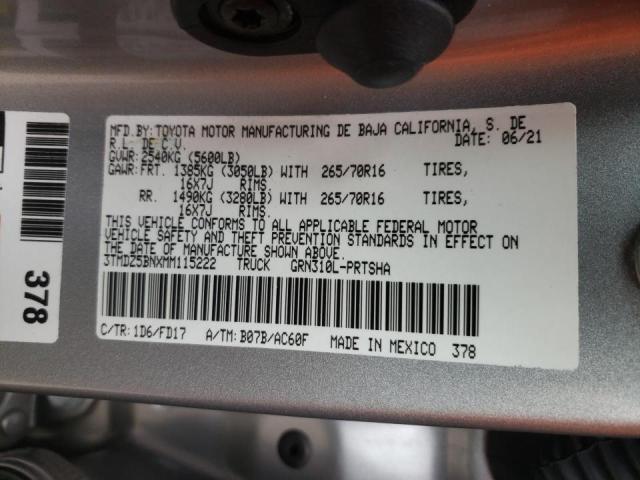 MFD.BY:TOYOTA MOTOR MANUFACTURING DE BAJA CALIFORNIA, S. DE
R.L. DE C.V. DATE: 06/21
GVWR:2540KG (5600LB)
GAWR:FRT. 1385KG (3050LB) WITH 265/70R16 TIRES,
16X7J RIMS.
RR. 1490KG (3280LB) WITH 265/70R16 TIRES,
16X7J RIMS.
THIS VEHICLE CONFORMS TO ALL APPLICABLE FEDERAL MOTOR
VEHICLE SAFETY AND THEFT PREVENTION STANDARDS IN EFFECT ON
THE DATE OF MANUFACTURE SHOWN ABOVE.
3TMDZ5BNXMM115222 TRUCK GRN310L-PRTSHA
C/TR:1D6/FD17 A/TM:B07B/AC60F MADE IN MEXICO 378
378